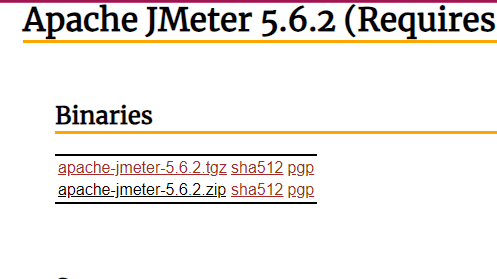 Apache JMeter 5.6.2 (Requires
Binaries
apache-jmeter-5.6.2.tgz sha512 pgp
apache-jmeter-5.6.2.zip sha512 pgp